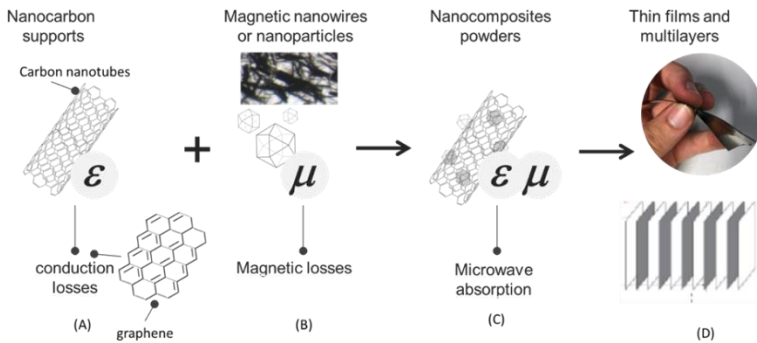 Nanocarbon
supports
Magnetic nanowires
or nanoparticles
Nanocomposites
powders
Thin films and
multilayers
Carbon nanotubes
+
ε
μ
ε μ
conduction
losses
Magnetic losses
Microwave
absorption
graphene
(A)
(B)
(C)
(D)